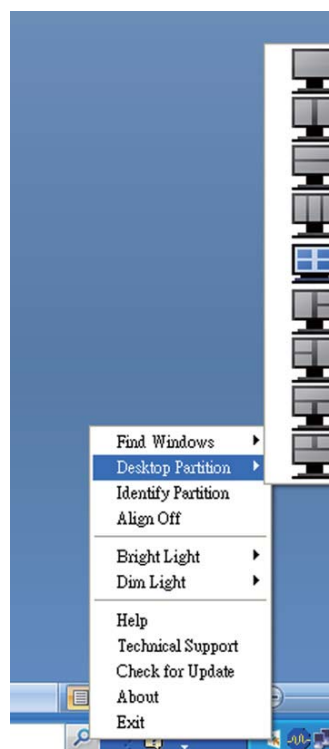 Find Windows
Desktop Partition
Identify Partition
Align Off
Bright Light
Dim Light
Help
Technical Support
Check for Update
About
Exit